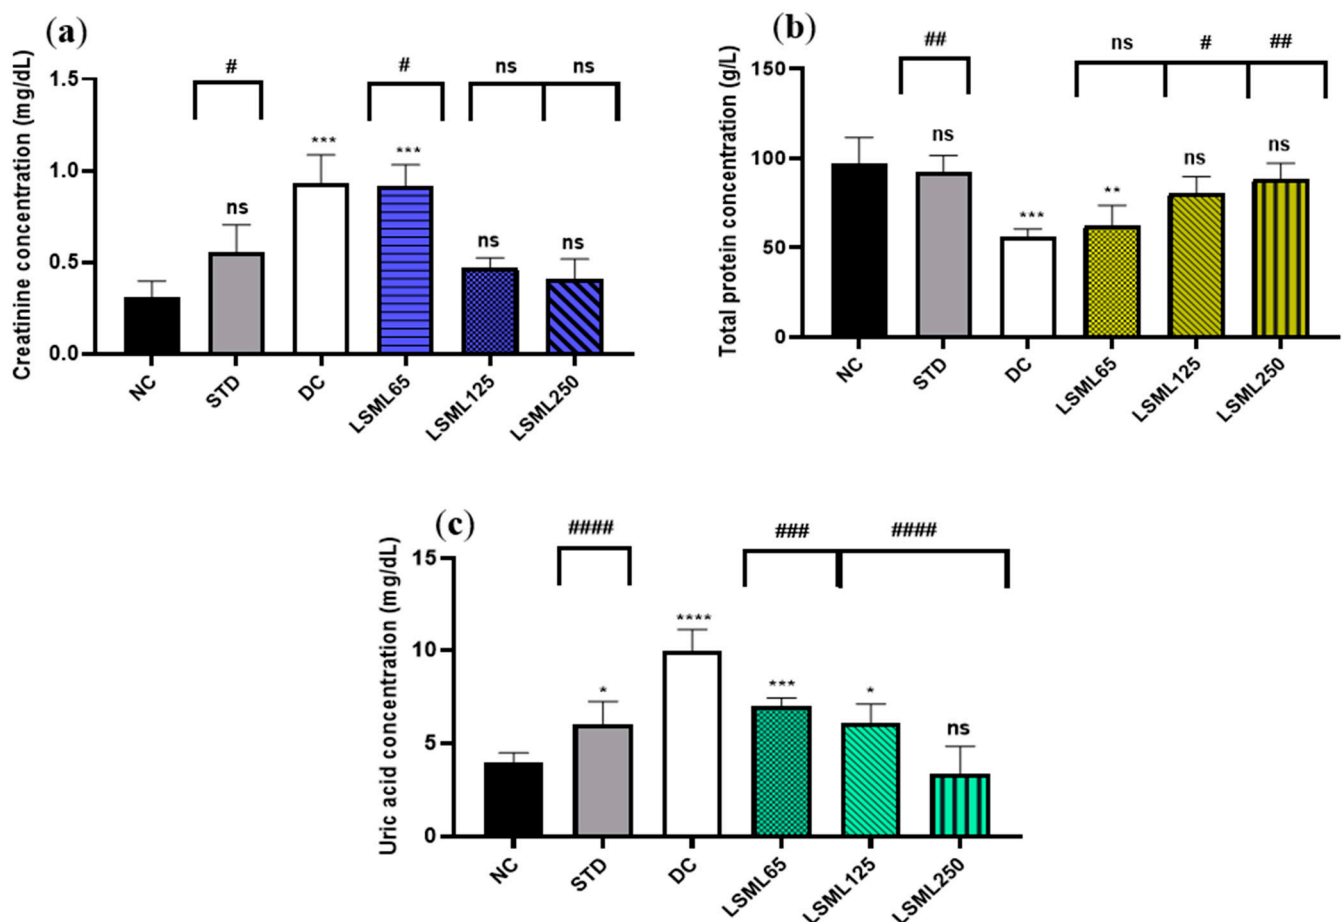 (a)
Creatinine concentration (mg/dL)
1.5
1.0
0.5
0.0
# # ns ns
ns *** *** ns ns
NC STD DC LSML65 LSML125 LSML250
(b)
Total protein concentration (g/L)
150
100
50
0
## ns # ##
ns *** ** ns ns
NC STD DC LSML65 LSML125 LSML250
(c)
Uric acid concentration (mg/dL)
15
10
5
0
#### ### ####
* **** *** * ns
NC STD DC LSML65 LSML125 LSML250